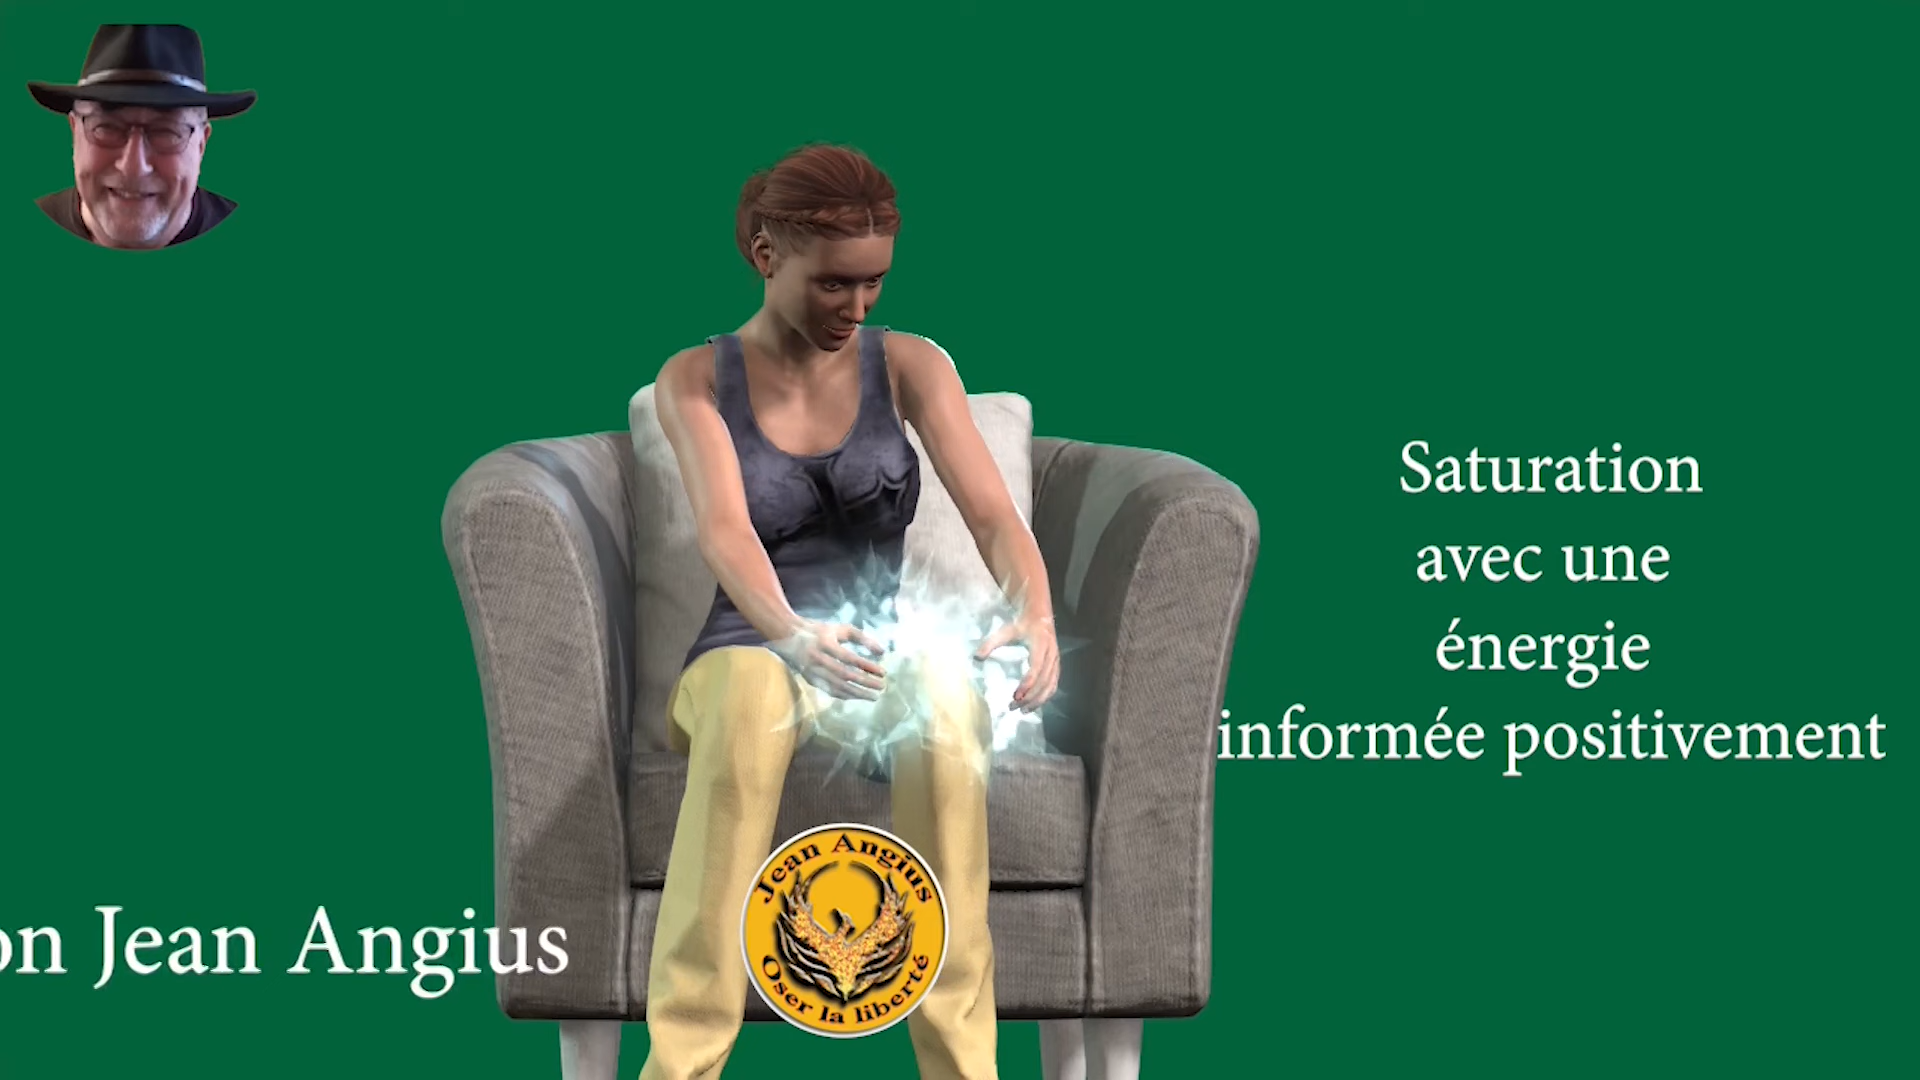 Saturation
avec une
énergie
informée positivement
on Jean Angius
Jean Angius
Oser la liberté